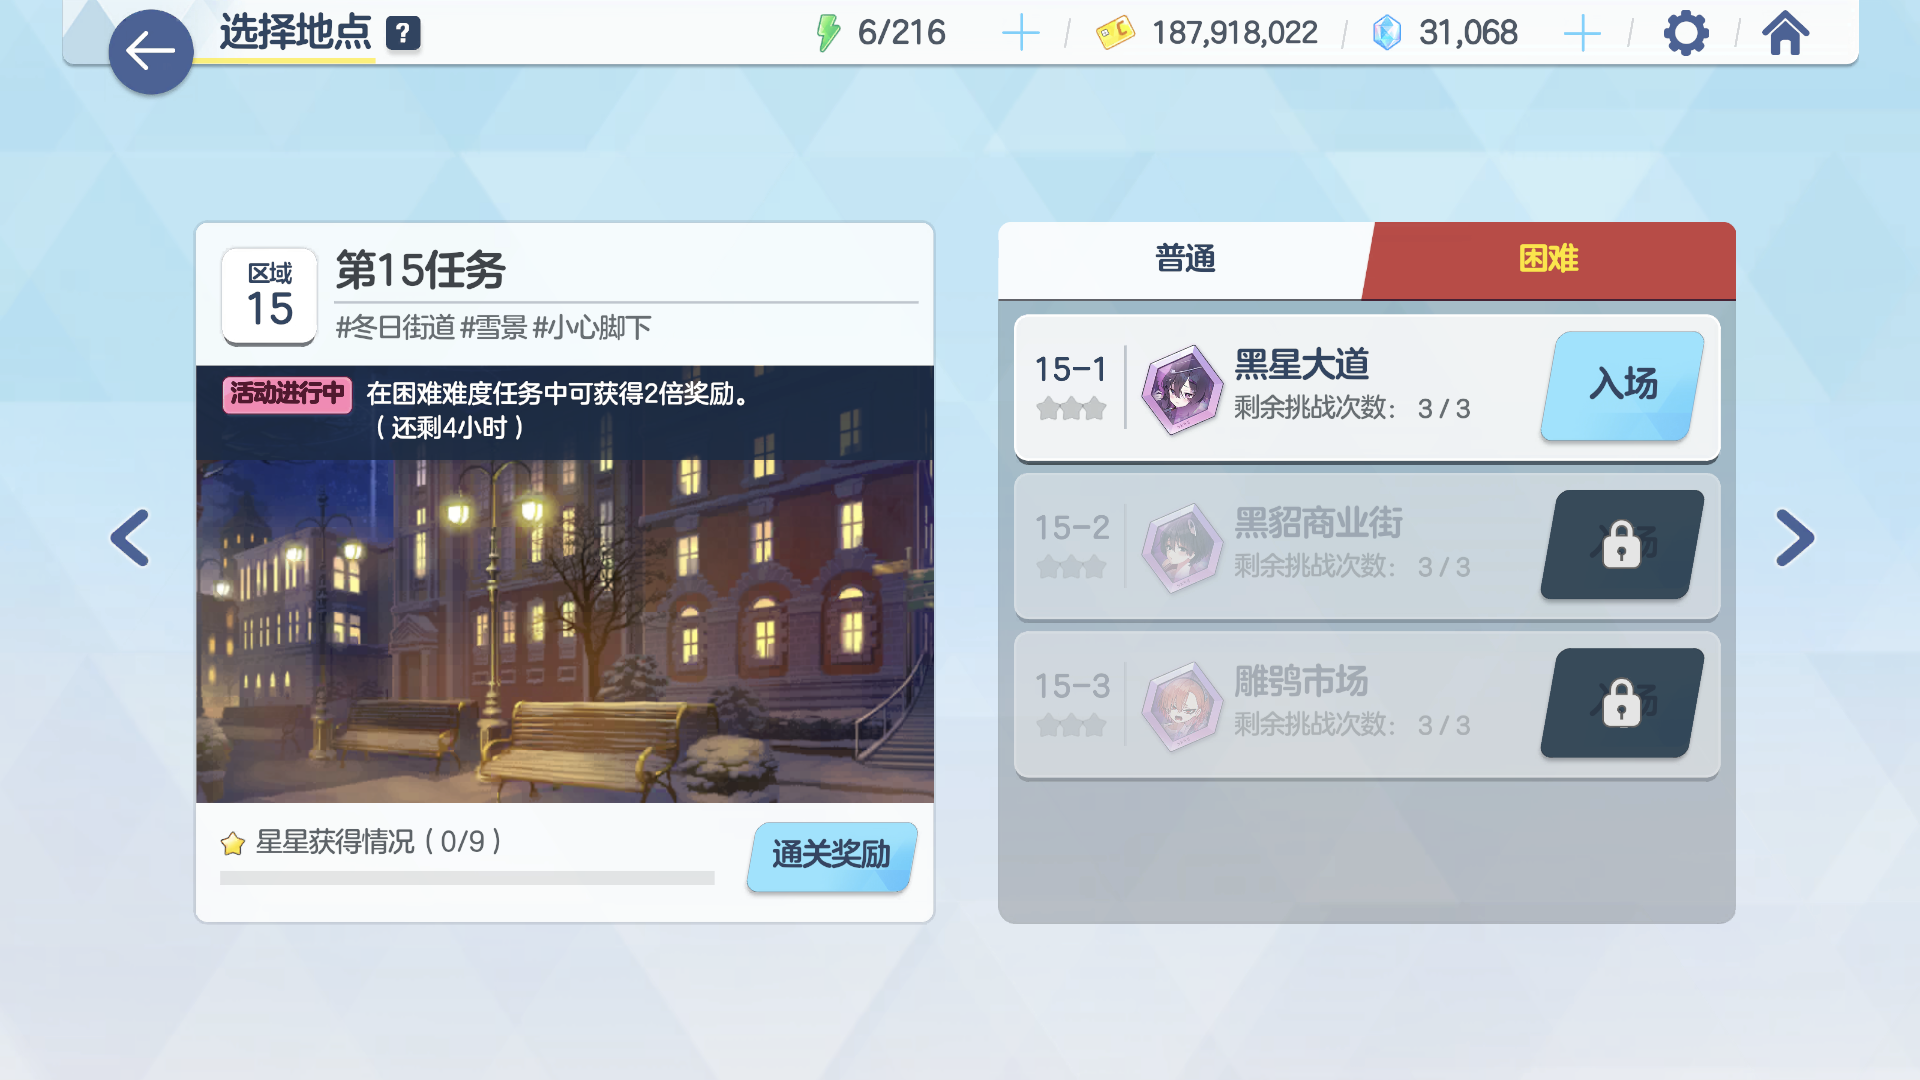 选择地点 ?
6/216
187,918,022
31,068
区域
15
第15任务
#冬日街道 #雪景 #小心脚下
活动进行中
在困难难度任务中可获得2倍奖励。
（还剩4小时）
星星获得情况（0/9）
通关奖励
普通
困难
15-1
黑星大道
剩余挑战次数： 3 / 3
入场
15-2
黑貂商业街
剩余挑战次数： 3 / 3
15-3
雕鸮市场
剩余挑战次数： 3 / 3